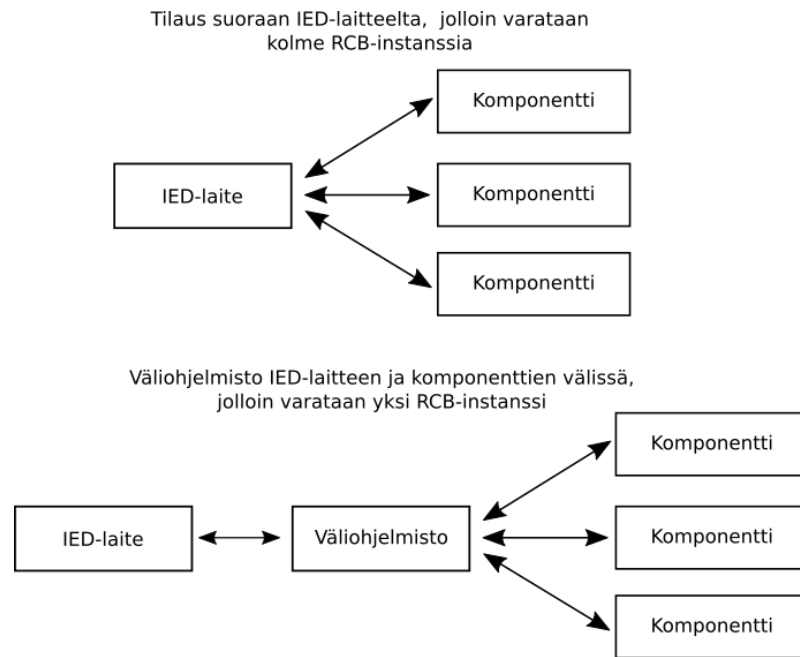 Tilaus suoraan IED-laitteelta, jolloin varataan
kolme RCB-instanssia
Komponentti
IED-laite
Komponentti
Komponentti
Väliohjelmisto IED-laitteen ja komponenttien välissä,
jolloin varataan yksi RCB-instanssi
Komponentti
IED-laite
Väliohjelmisto
Komponentti
Komponentti